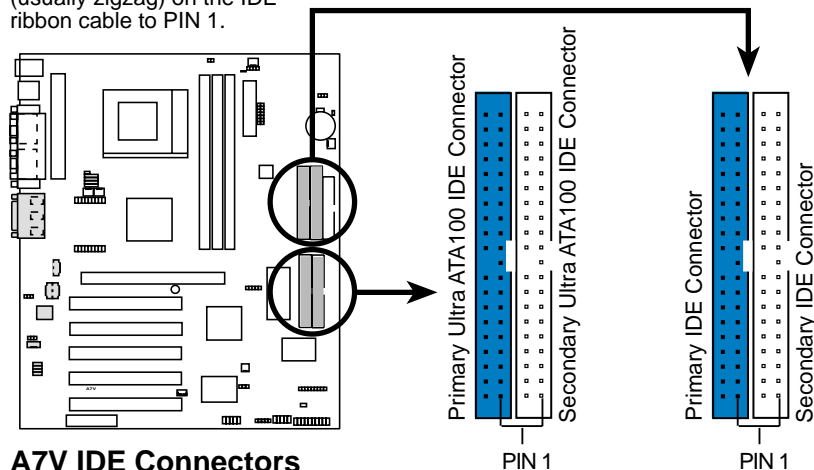 (usually zigzag) on the IDE
ribbon cable to PIN 1.
Primary Ultra ATA100 IDE Connector
Secondary Ultra ATA100 IDE Connector
Primary IDE Connector
Secondary IDE Connector
A7V
PIN 1
PIN 1
A7V IDE Connectors